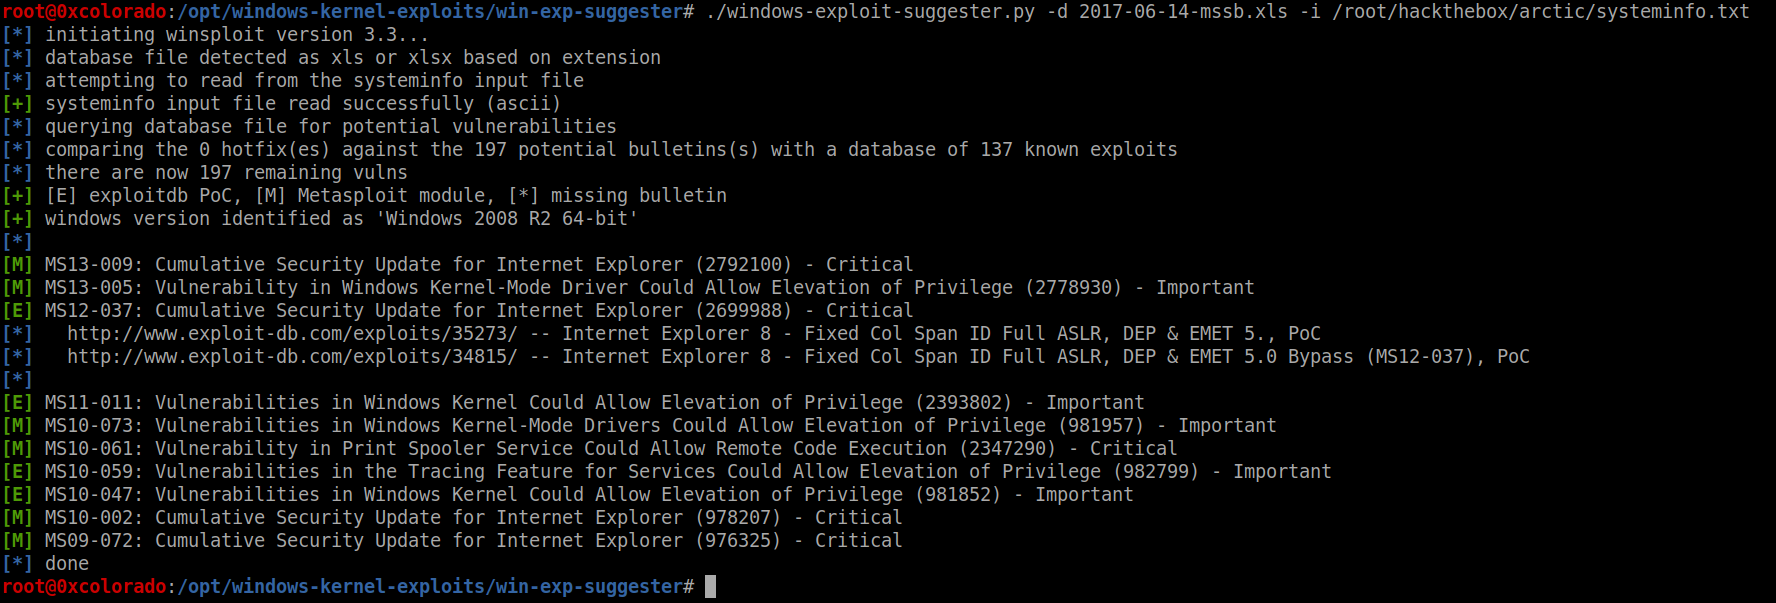 root@0xcolorado:/opt/windows-kernel-exploits/win-exp-suggester# ./windows-exploit-suggester.py -d 2017-06-14-mssb.xls -i /root/hackthebox/arctic/systeminfo.txt
[*] initiating winsploit version 3.3...
[*] database file detected as xls or xlsx based on extension
[*] attempting to read from the systeminfo input file
[+] systeminfo input file read successfully (ascii)
[*] querying database file for potential vulnerabilities
[*] comparing the 0 hotfix(es) against the 197 potential bulletins(s) with a database of 137 known exploits
[*] there are now 197 remaining vulns
[+] [E] exploitdb PoC, [M] Metasploit module, [*] missing bulletin
[+] windows version identified as 'Windows 2008 R2 64-bit'
[*]
[M] MS13-009: Cumulative Security Update for Internet Explorer (2792100) - Critical
[M] MS13-005: Vulnerability in Windows Kernel-Mode Driver Could Allow Elevation of Privilege (2778930) - Important
[E] MS12-037: Cumulative Security Update for Internet Explorer (2699988) - Critical
[*]   http://www.exploit-db.com/exploits/35273/ -- Internet Explorer 8 - Fixed Col Span ID Full ASLR, DEP & EMET 5., PoC
[*]   http://www.exploit-db.com/exploits/34815/ -- Internet Explorer 8 - Fixed Col Span ID Full ASLR, DEP & EMET 5.0 Bypass (MS12-037), PoC
[*]
[E] MS11-011: Vulnerabilities in Windows Kernel Could Allow Elevation of Privilege (2393802) - Important
[M] MS10-073: Vulnerabilities in Windows Kernel-Mode Drivers Could Allow Elevation of Privilege (981957) - Important
[M] MS10-061: Vulnerability in Print Spooler Service Could Allow Remote Code Execution (2347290) - Critical
[E] MS10-059: Vulnerabilities in the Tracing Feature for Services Could Allow Elevation of Privilege (982799) - Important
[E] MS10-047: Vulnerabilities in Windows Kernel Could Allow Elevation of Privilege (981852) - Important
[M] MS10-002: Cumulative Security Update for Internet Explorer (978207) - Critical
[M] MS09-072: Cumulative Security Update for Internet Explorer (976325) - Critical
[*] done
root@0xcolorado:/opt/windows-kernel-exploits/win-exp-suggester#